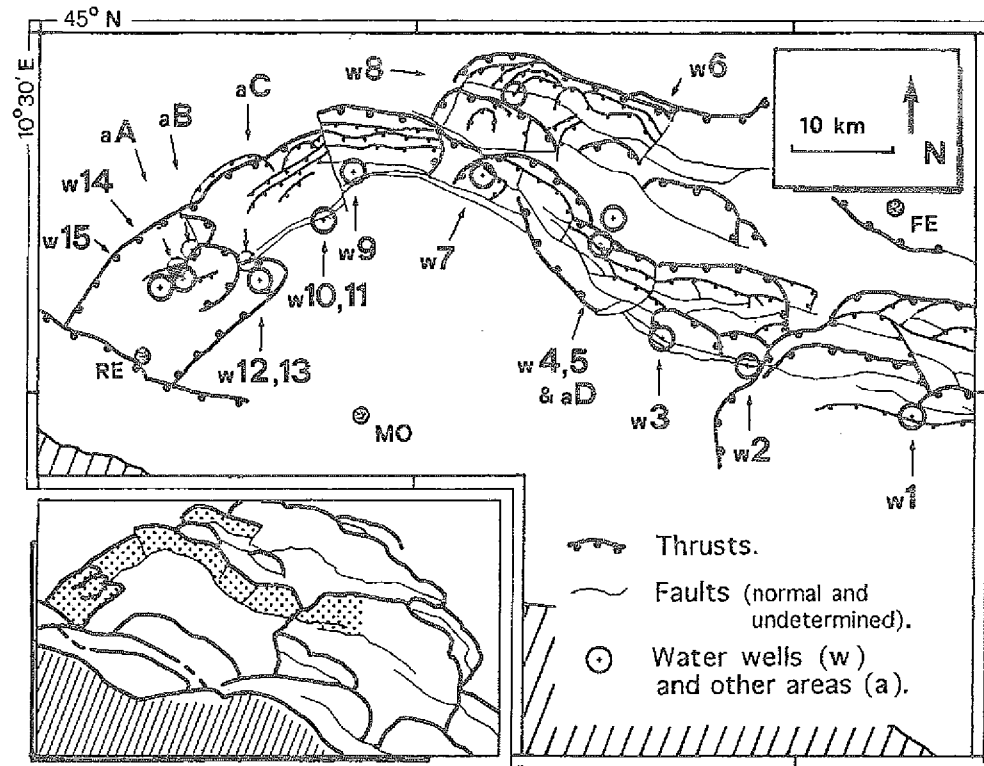 45° N
10°30' E
w8
w6
aC
aB
aA
10 km
N
w14
w15
FE
w9
w7
w10,11
RE
w12,13
w4,5
& aD
MO
w3
w2
w1
Thrusts.
Faults (normal and
undetermined).
Water wells (w)
and other areas (a).